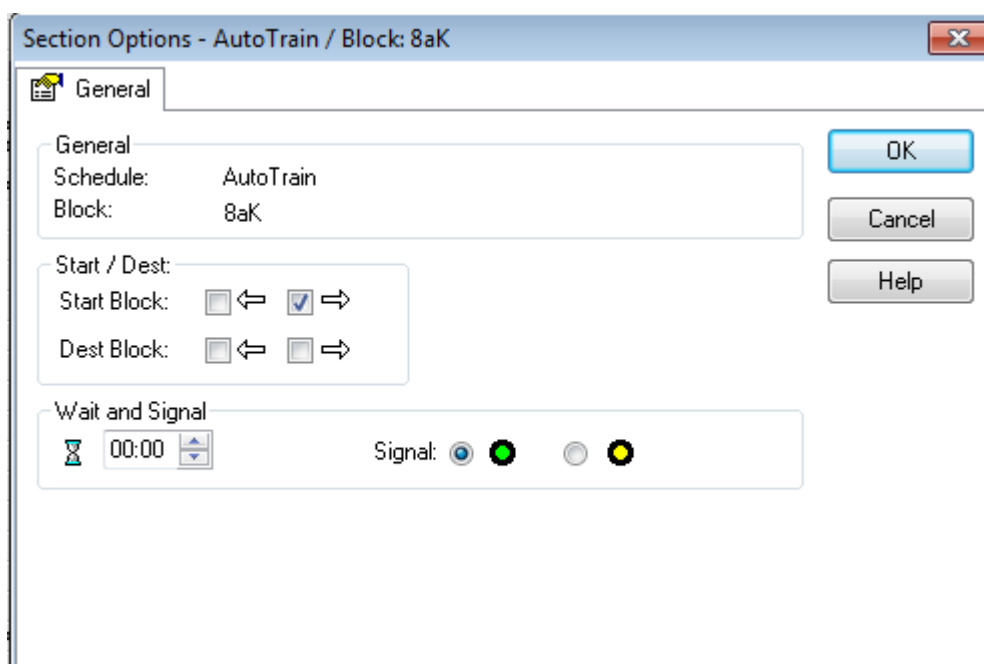 Section Options - AutoTrain / Block: 8aK
General
General
Schedule: AutoTrain
Block: 8aK
Start / Dest:
Start Block:
Dest Block:
Wait and Signal
00:00 Signal:
OK
Cancel
Help